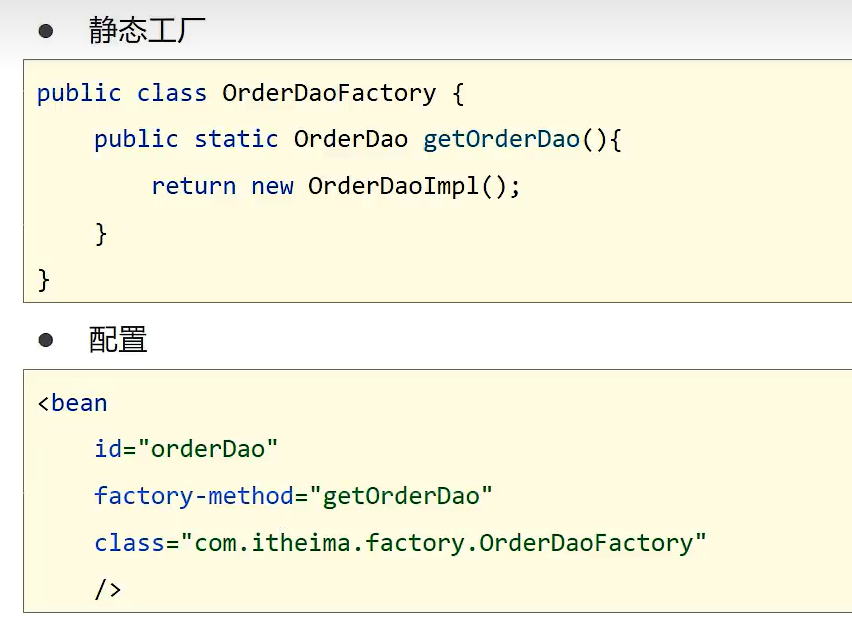 ● 静态工厂
public class OrderDaoFactory {
    public static OrderDao getOrderDao(){
        return new OrderDaoImpl();
    }
}
● 配置
<bean
    id="orderDao"
    factory-method="getOrderDao"
    class="com.itheima.factory.OrderDaoFactory"
    />